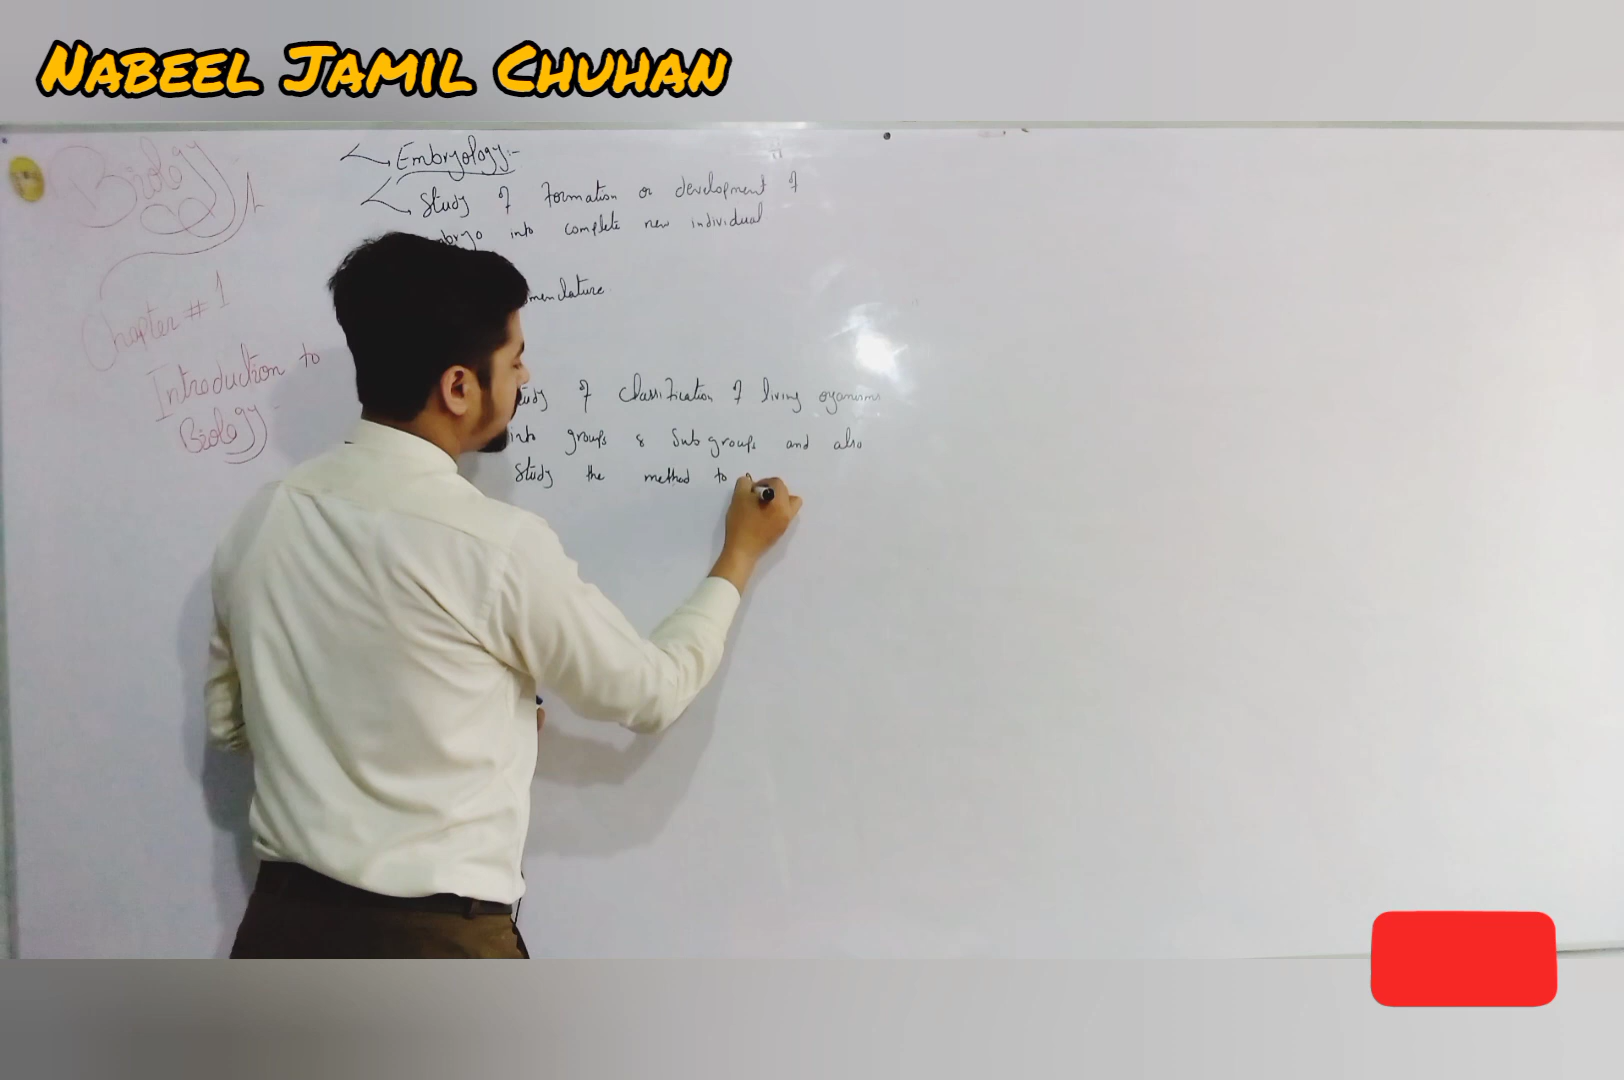 NABEEL JAMIL CHUHAN
Biology
Chapter # 1
Introduction to
Biology
Embryology:-
Study of formation or development of
bryo into complete new individual
menclature
udy of classification of living oganisms
into groups & Sub groups and also
Study the method to